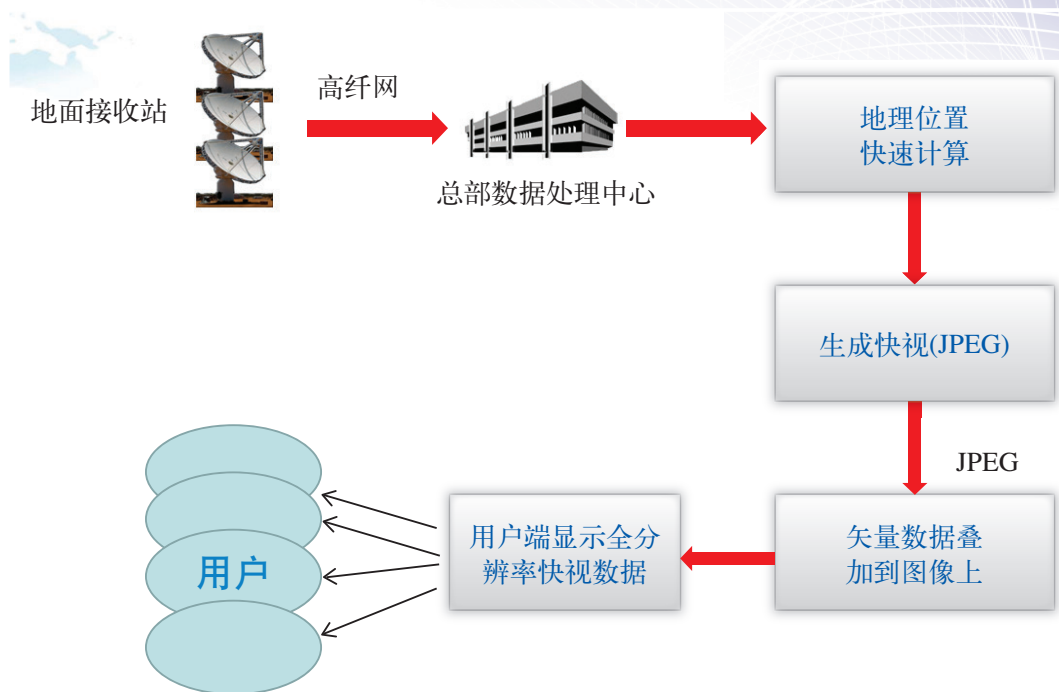 地面接收站
高纤网
总部数据处理中心
地理位置
快速计算
生成快视(JPEG)
JPEG
矢量数据叠
加到图像上
用户端显示全分
辨率快视数据
用户